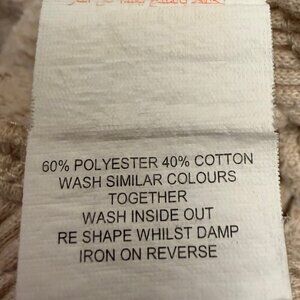 60% POLYESTER 40% COTTON
WASH SIMILAR COLOURS
TOGETHER
WASH INSIDE OUT
RE SHAPE WHILST DAMP
IRON ON REVERSE